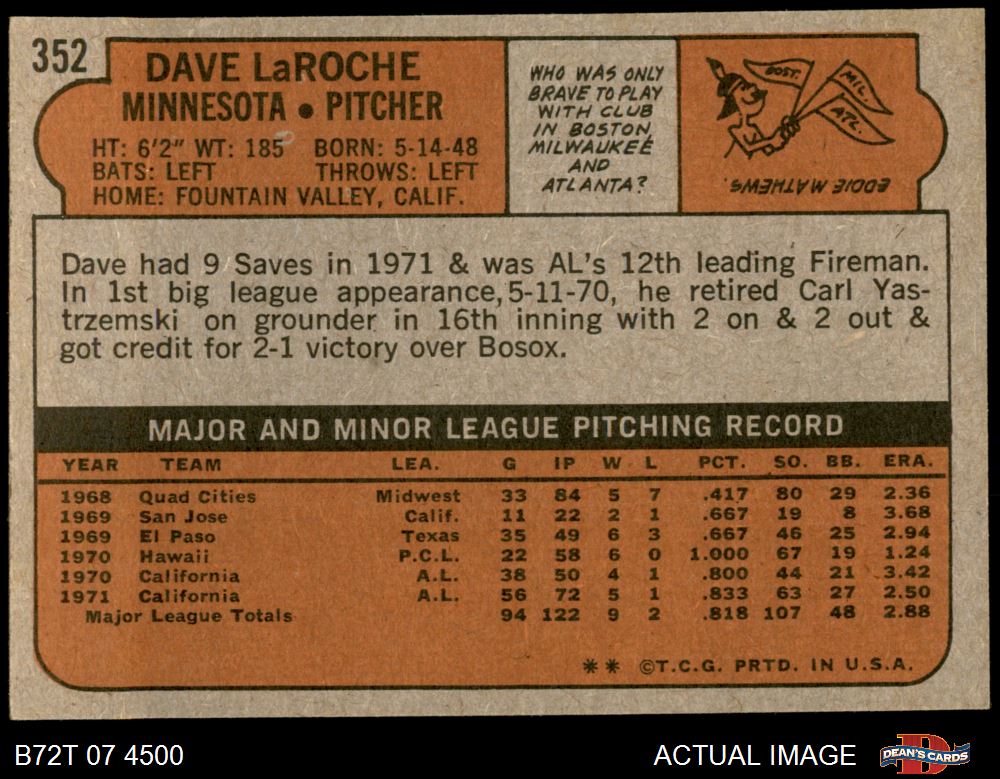 352
DAVE LaROCHE
MINNESOTA • PITCHER
HT: 6'2" WT: 185 BORN: 5-14-48
BATS: LEFT THROWS: LEFT
HOME: FOUNTAIN VALLEY, CALIF.
WHO WAS ONLY
BRAVE TO PLAY
WITH CLUB
IN BOSTON,
MILWAUKEE
AND
ATLANTA?
BOST.
MIL.
ATL.
EDDIE MATHEWS.
Dave had 9 Saves in 1971 & was AL's 12th leading Fireman.
In 1st big league appearance, 5-11-70, he retired Carl Yas-
trzemski on grounder in 16th inning with 2 on & 2 out &
got credit for 2-1 victory over Bosox.
MAJOR AND MINOR LEAGUE PITCHING RECORD
YEAR TEAM LEA. G IP W L PCT. SO. BB. ERA.
1968 Quad Cities Midwest 33 84 5 7 .417 80 29 2.36
1969 San Jose Calif. 11 22 2 1 .667 19 8 3.68
1969 El Paso Texas 35 49 6 3 .667 46 25 2.94
1970 Hawaii P.C.L. 22 58 6 0 1.000 67 19 1.24
1970 California A.L. 38 50 4 1 .800 44 21 3.42
1971 California A.L. 56 72 5 1 .833 63 27 2.50
Major League Totals 94 122 9 2 .818 107 48 2.88
** ©T.C.G. PRTD. IN U.S.A.
B72T 07 4500
ACTUAL IMAGE
D
DEAN'S CARDS